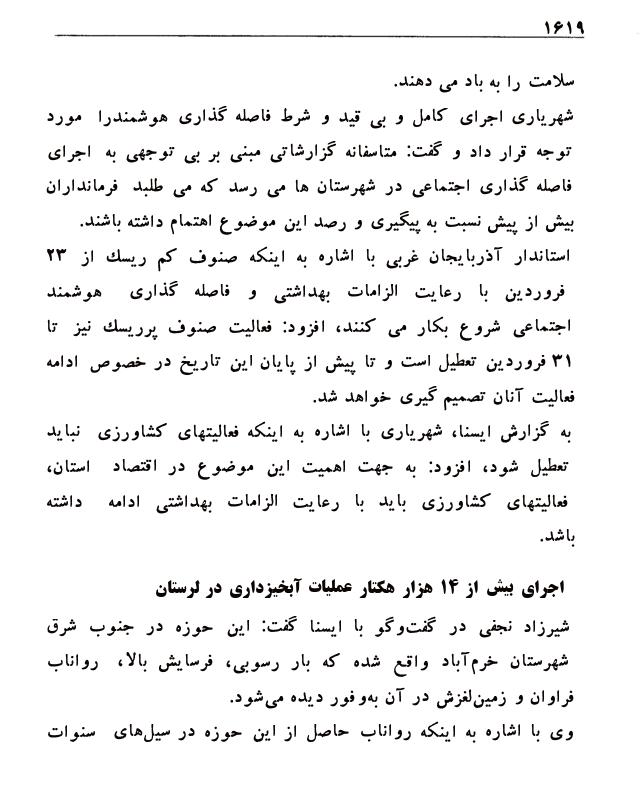 ۱۶۱۹
سلامت را به باد می دهند.
شهریاری اجرای کامل و بی قید و شرط فاصله گذاری هوشمندرا مورد
توجه قرار داد و گفت: متاسفانه گزارشاتی مبنی بر بی توجهی به اجرای
فاصله گذاری اجتماعی در شهرستان ها می رسد که می طلبد فرمانداران
بیش از پیش نسبت به پیگیری و رصد این موضوع اهتمام داشته باشند.
استاندار آذربایجان غربی با اشاره به اینکه صنوف کم ریسك از ۲۳
فروردین با رعایت الزامات بهداشتی و فاصله گذاری هوشمند
اجتماعی شروع بکار می کنند، افزود: فعالیت صنوف پرریسك نیز تا
۳۱ فروردین تعطیل است و تا پیش از پایان این تاریخ در خصوص ادامه
فعالیت آنان تصمیم گیری خواهد شد.
به گزارش ایسنا، شهریاری با اشاره به اینکه فعالیتهای کشاورزی نباید
تعطیل شود، افزود: به جهت اهمیت این موضوع در اقتصاد استان،
فعالیتهای کشاورزی باید با رعایت الزامات بهداشتی ادامه داشته
باشد.
اجرای بیش از ۱۴ هزار هکتار عملیات آبخیزداری در لرستان
شیرزاد نجفی در گفت‌وگو با ایسنا گفت: این حوزه در جنوب شرق
شهرستان خرم‌آباد واقع شده که بار رسوبی، فرسایش بالا، رواناب
فراوان و زمین‌لغزش در آن به‌وفور دیده می‌شود.
وی با اشاره به اینکه رواناب حاصل از این حوزه در سیل‌های سنوات